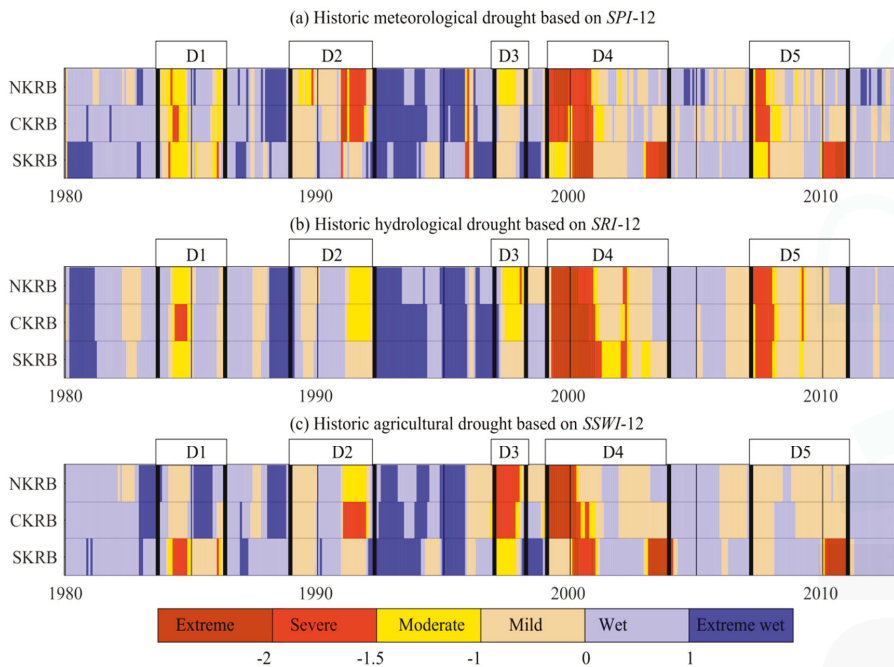 (a) Historic meteorological drought based on SPI-12
D1 D2 D3 D4 D5
NKRB
CKRB
SKRB
1980 1990 2000 2010
(b) Historic hydrological drought based on SRI-12
D1 D2 D3 D4 D5
NKRB
CKRB
SKRB
1980 1990 2000 2010
(c) Historic agricultural drought based on SSWI-12
D1 D2 D3 D4 D5
NKRB
CKRB
SKRB
1980 1990 2000 2010
Extreme Severe Moderate Mild Wet Extreme wet
-2 -1.5 -1 0 1